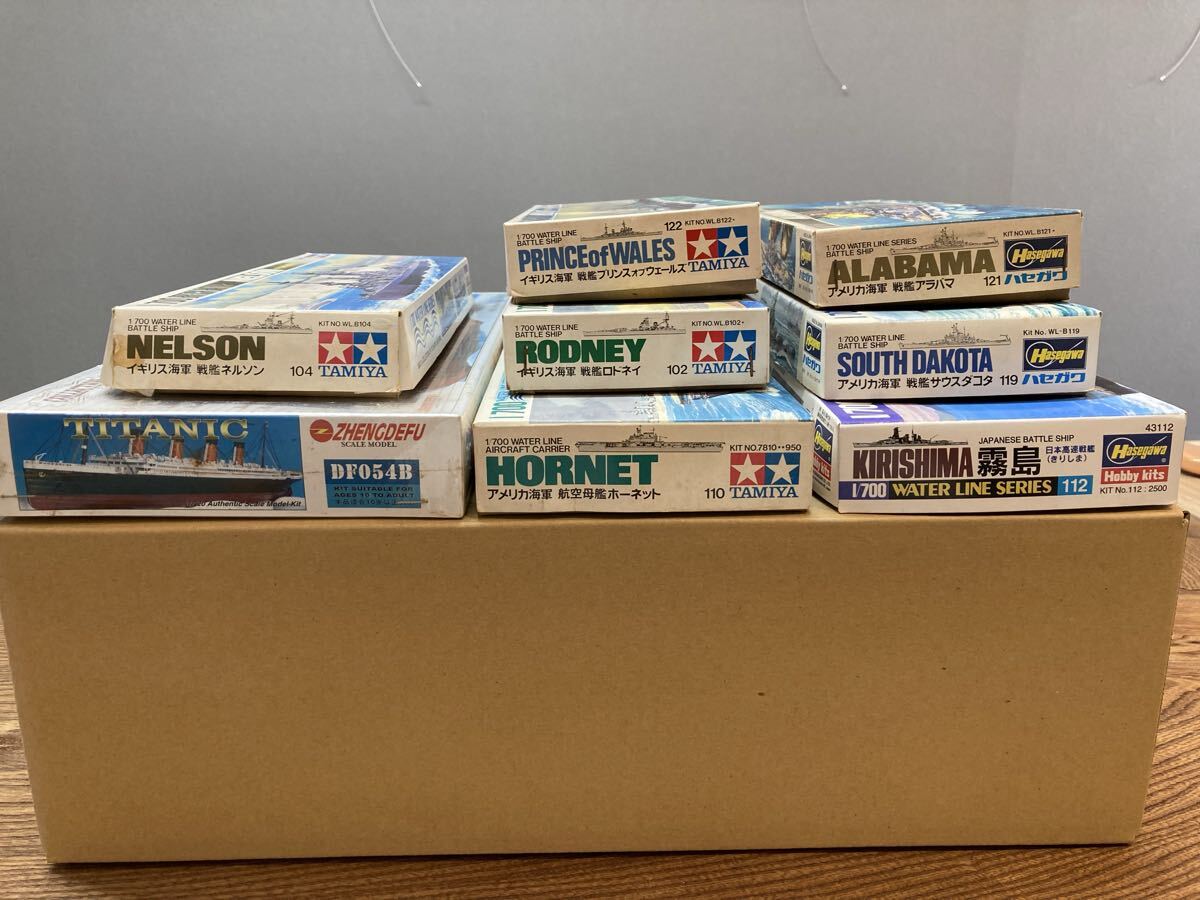 1/700 WATER LINE
BATTLE SHIP
NELSON
イギリス海軍 戦艦ネルソン
KIT NO. WL.B104
104
TAMIYA
TITANIC
ZHENGDEFU
SCALE MODEL
DF054B
KIT SUITABLE FOR
AGES 10 TO ADULT
Authentic Scale Model-Kit
1/700 WATER LINE
BATTLE SHIP
122
KIT NO.WL.B122
PRINCE of WALES
イギリス海軍 戦艦プリンスオブウェールズ
TAMIYA
1/700 WATER LINE
BATTLE SHIP
KIT NO.WL.B102
RODNEY
イギリス海軍 戦艦ロドネイ
102
TAMIYA
1/700 WATER LINE
AIRCRAFT CARRIER
KIT NO.7810••950
HORNET
アメリカ海軍 航空母艦ホーネット
110
TAMIYA
1/700 WATER LINE SERIES
BATTLE SHIP
KIT NO.WL.B121
ALABAMA
アメリカ海軍 戦艦アラバマ
121
Hasegawa
ハセガワ
1/700 WATER LINE
BATTLE SHIP
Kit No. WL-B119
SOUTH DAKOTA
アメリカ海軍 戦艦サウスダコタ
119
Hasegawa
ハセガワ
JAPANESE BATTLE SHIP
43112
KIRISHIMA 霧島
日本高速戦艦
(きりしま)
Hasegawa
Hobby kits
1/700 WATER LINE SERIES 112
KIT No.112 : 2500